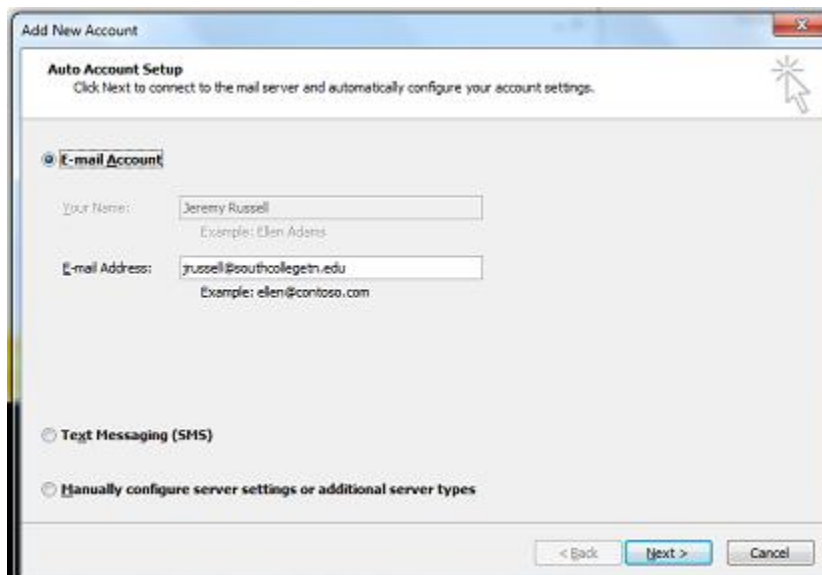 Add New Account
Auto Account Setup
Click Next to connect to the mail server and automatically configure your account settings.
E-mail Account
Your Name: Jeremy Russell
Example: Ellen Adams
E-mail Address: jrussell@southcollegetn.edu
Example: ellen@contoso.com
Text Messaging (SMS)
Manually configure server settings or additional server types
< Back Next > Cancel